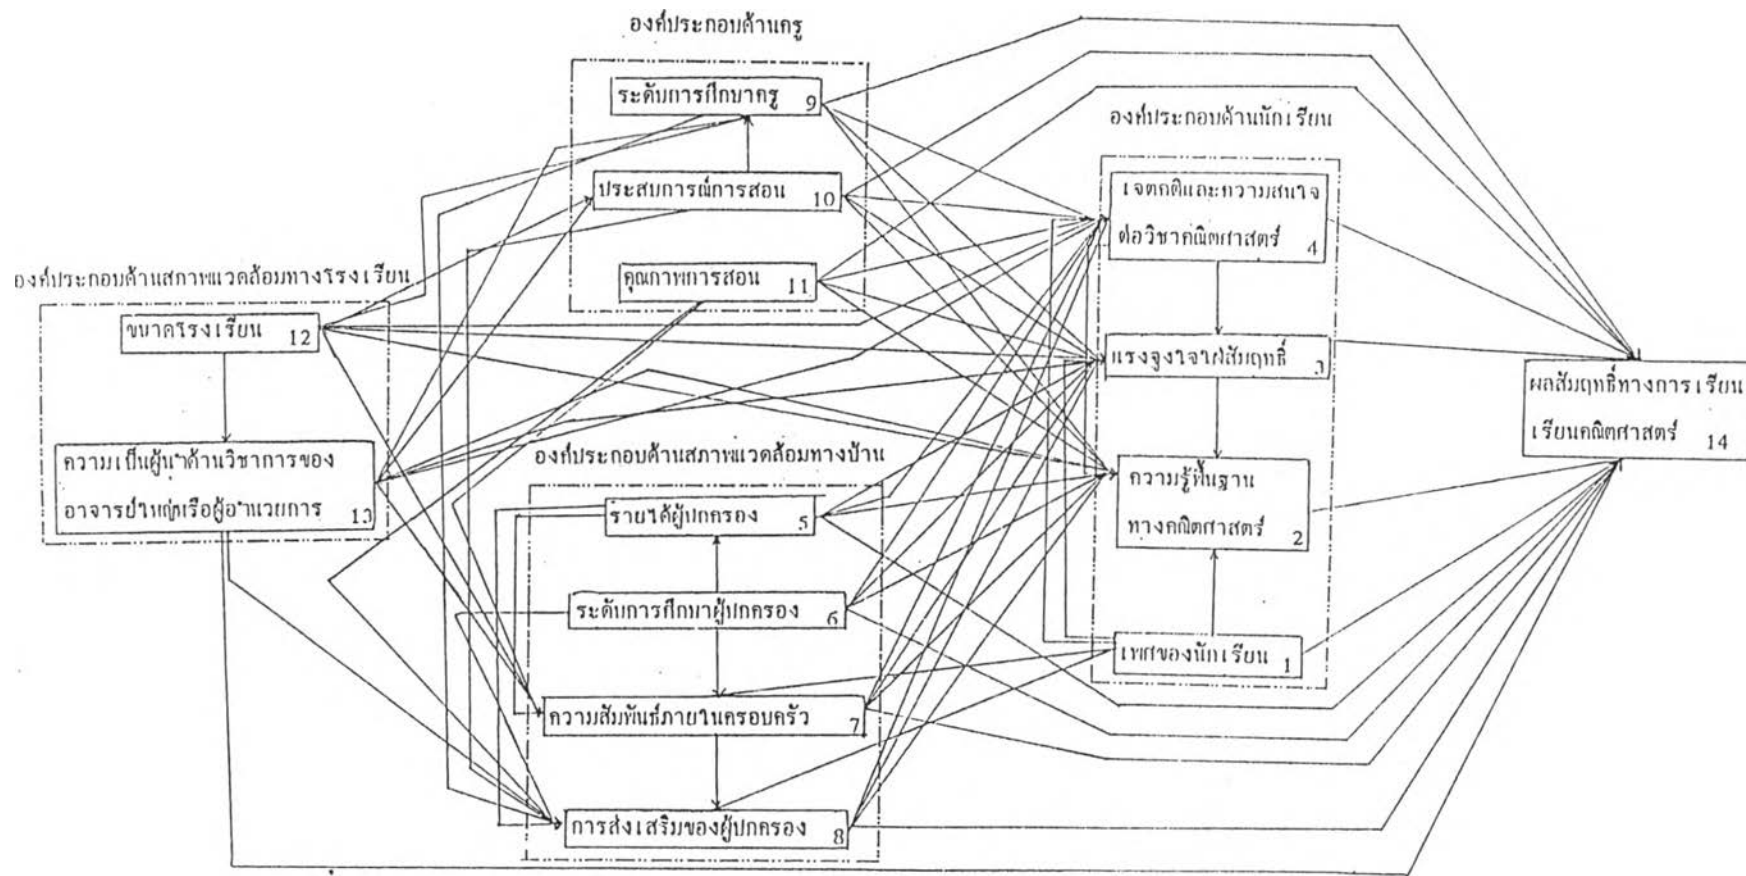 องค์ประกอบด้านครู
ระดับการศึกษาครู 9
ประสบการณ์การสอน 10
คุณภาพการสอน 11
องค์ประกอบด้านสภาพแวดล้อมทางโรงเรียน
ขนาดโรงเรียน 12
ความเป็นผู้นำด้านวิชาการของ
อาจารย์ใหญ่หรือผู้อำนวยการ 13
องค์ประกอบด้านสภาพแวดล้อมทางบ้าน
รายได้ผู้ปกครอง 5
ระดับการศึกษาผู้ปกครอง 6
ความสัมพันธ์ภายในครอบครัว 7
การส่งเสริมของผู้ปกครอง 8
องค์ประกอบด้านนักเรียน
เจตคติและความสนใจ
ต่อวิชาคณิตศาสตร์ 4
แรงจูงใจใฝ่สัมฤทธิ์ 3
ความรู้พื้นฐาน
ทางคณิตศาสตร์ 2
เพศของนักเรียน 1
ผลสัมฤทธิ์ทางการเรียน
เรียนคณิตศาสตร์ 14